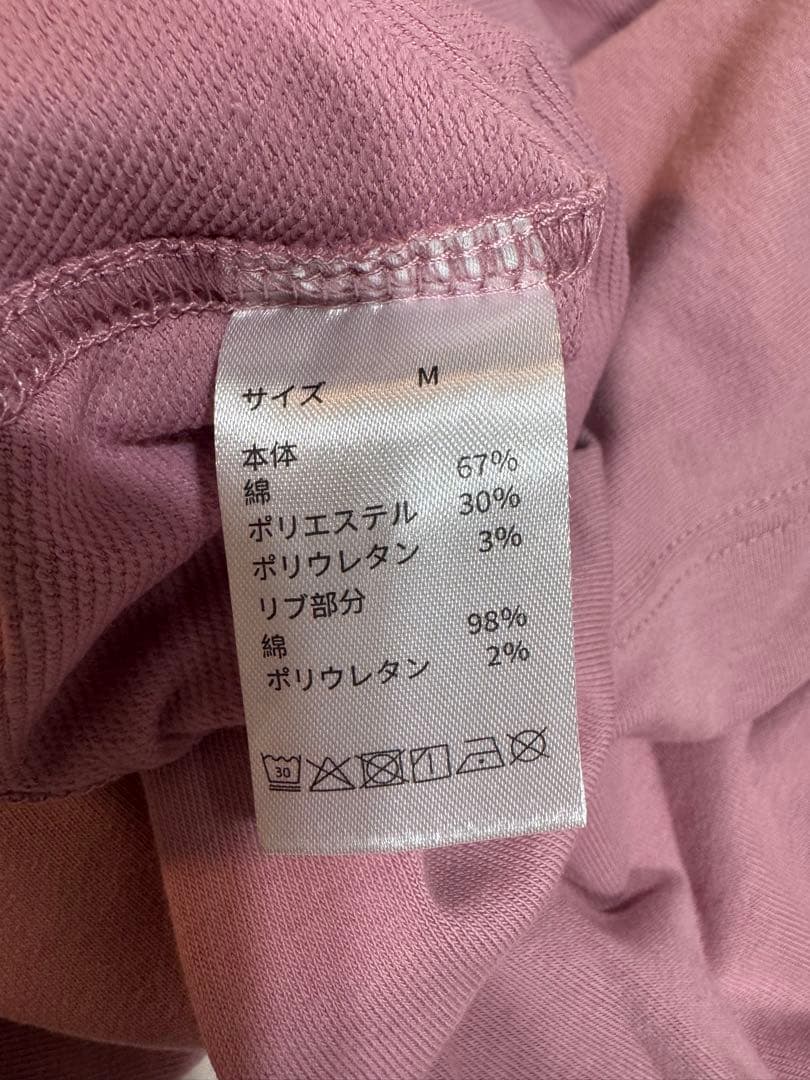 サイズ M
本体
綿 67%
ポリエステル 30%
ポリウレタン 3%
リブ部分
綿 98%
ポリウレタン 2%
30